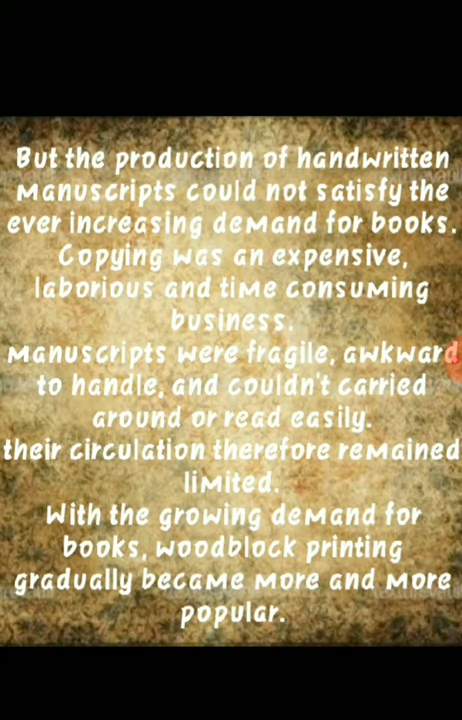 But the production of handwritten
manuscripts could not satisfy the
ever increasing demand for books.
Copying was an expensive,
laborious and time consuming
business.
manuscripts were fragile, awkward
to handle, and couldn't carried
around or read easily.
their circulation therefore remained
limited.
With the growing demand for
books, woodblock printing
gradually became more and more
popular.